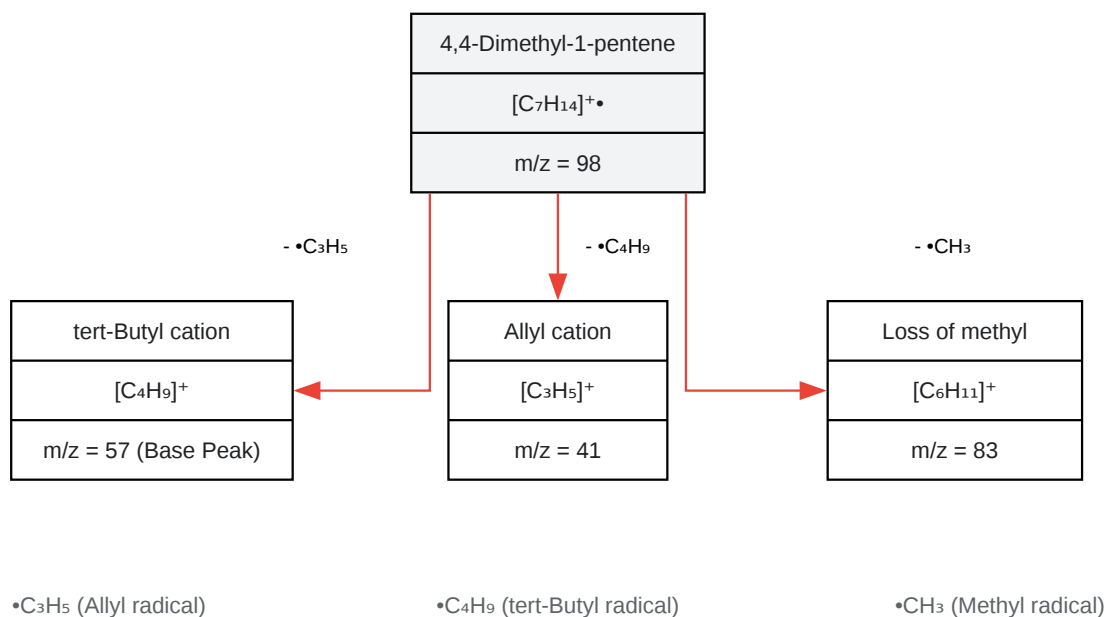 4,4-Dimethyl-1-pentene
[C₇H₁₄]⁺•
m/z = 98
- •C₃H₅
- •C₄H₉
- •CH₃
tert-Butyl cation
[C₄H₉]⁺
m/z = 57 (Base Peak)
Allyl cation
[C₃H₅]⁺
m/z = 41
Loss of methyl
[C₆H₁₁]⁺
m/z = 83
•C₃H₅ (Allyl radical)
•C₄H₉ (tert-Butyl radical)
•CH₃ (Methyl radical)